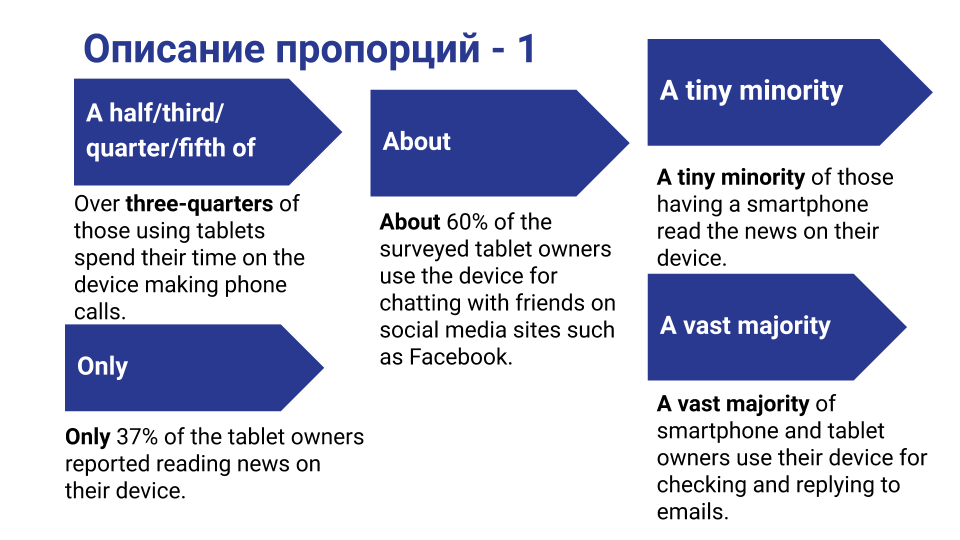 Описание пропорций - 1
A half/third/
quarter/fifth of
Over three-quarters of
those using tablets
spend their time on the
device making phone
calls.
Only
Only 37% of the tablet owners
reported reading news on
their device.
About
About 60% of the
surveyed tablet owners
use the device for
chatting with friends on
social media sites such
as Facebook.
A tiny minority
A tiny minority of those
having a smartphone
read the news on their
device.
A vast majority
A vast majority of
smartphone and tablet
owners use their device for
checking and replying to
emails.